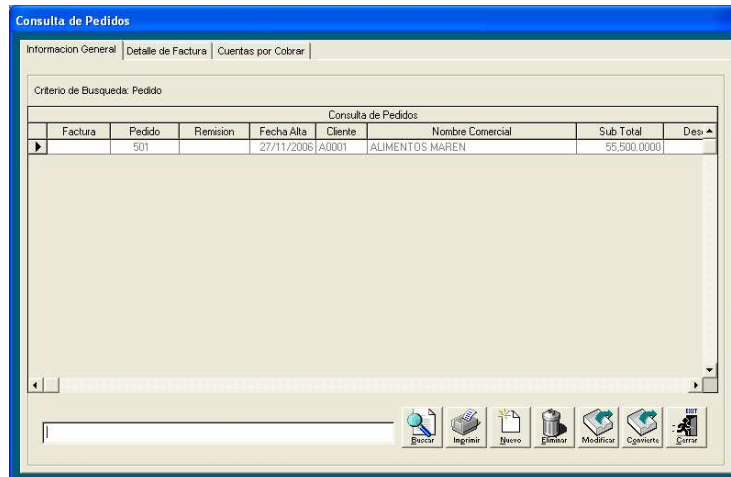 Consulta de Pedidos
Informacion General Detalle de Factura Cuentas por Cobrar
Criterio de Busqueda: Pedido
Consulta de Pedidos
Factura Pedido Remision Fecha Alta Cliente Nombre Comercial Sub Total Des
501 27/11/2006 A0001 ALIMENTOS MAREN 55,500.0000
EXIT
Buscar Imprimir Nuevo Eliminar Modificar Convierte Cerrar